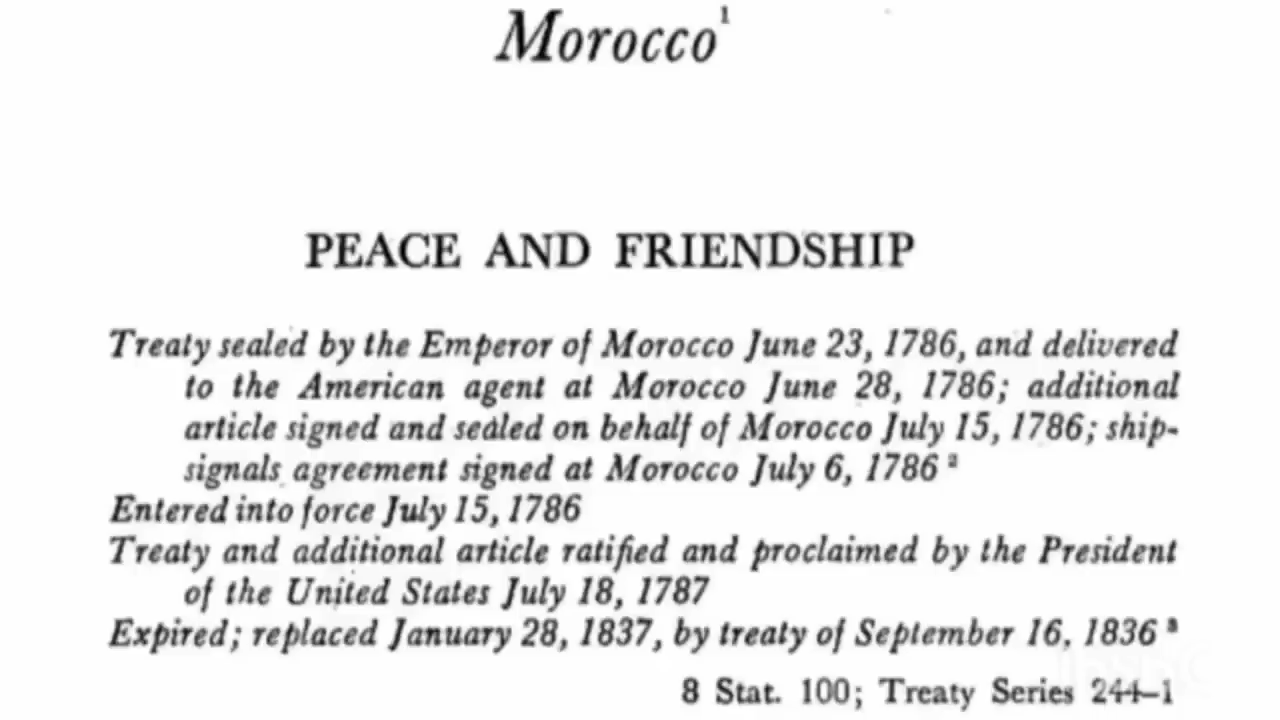 Morocco¹
PEACE AND FRIENDSHIP
Treaty sealed by the Emperor of Morocco June 23, 1786, and delivered
to the American agent at Morocco June 28, 1786; additional
article signed and sealed on behalf of Morocco July 15, 1786; ship-
signals agreement signed at Morocco July 6, 1786 ²
Entered into force July 15, 1786
Treaty and additional article ratified and proclaimed by the President
of the United States July 18, 1787
Expired; replaced January 28, 1837, by treaty of September 16, 1836 ³
8 Stat. 100; Treaty Series 244–1